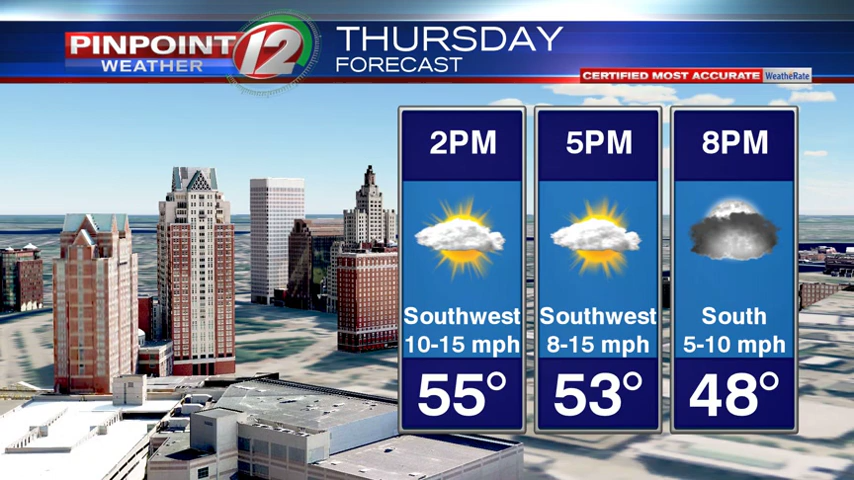 PINPOINT 12
WEATHER
THURSDAY
FORECAST
CERTIFIED MOST ACCURATE WeatheRate
2PM
Southwest
10-15 mph
55°
5PM
Southwest
8-15 mph
53°
8PM
South
5-10 mph
48°